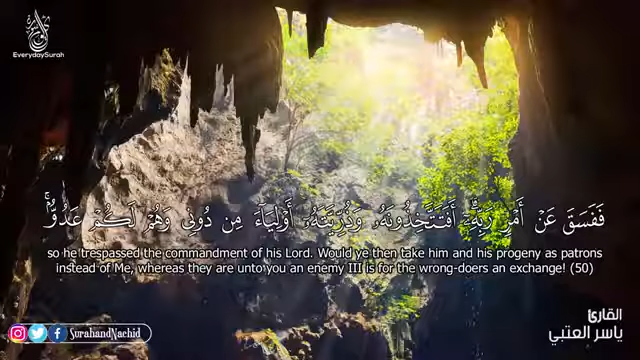 EverydaySurah
فَفَسَقَ عَنْ أَمْرِ رَبِّهِۦٓ ۗ أَفَتَتَّخِذُونَهُۥ وَذُرِّيَّتَهُۥٓ أَوْلِيَآءَ مِن دُونِى وَهُمْ لَكُمْ عَدُوٌّۢ ۚ
so he trespassed the commandment of his Lord. Would ye then take him and his progeny as patrons
instead of Me, whereas they are unto you an enemy III is for the wrong-doers an exchange! (50)
القارئ
ياسر العتبي
SurahandNachid